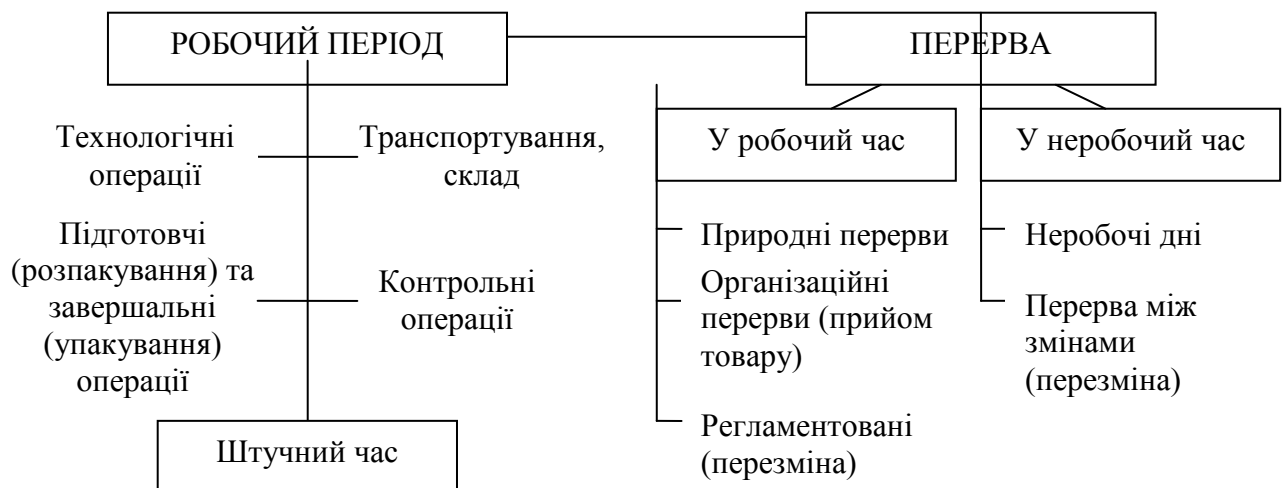 РОБОЧИЙ ПЕРІОД
ПЕРЕРВА
Технологічні
операції
Транспортування,
склад
Підготовчі
(розпакування) та
завершальні
(упакування)
операції
Контрольні
операції
Штучний час
У робочий час
У неробочий час
Природні перерви
Організаційні
перерви (прийом
товару)
Регламентовані
(перезміна)
Неробочі дні
Перерва між
змінами
(перезміна)